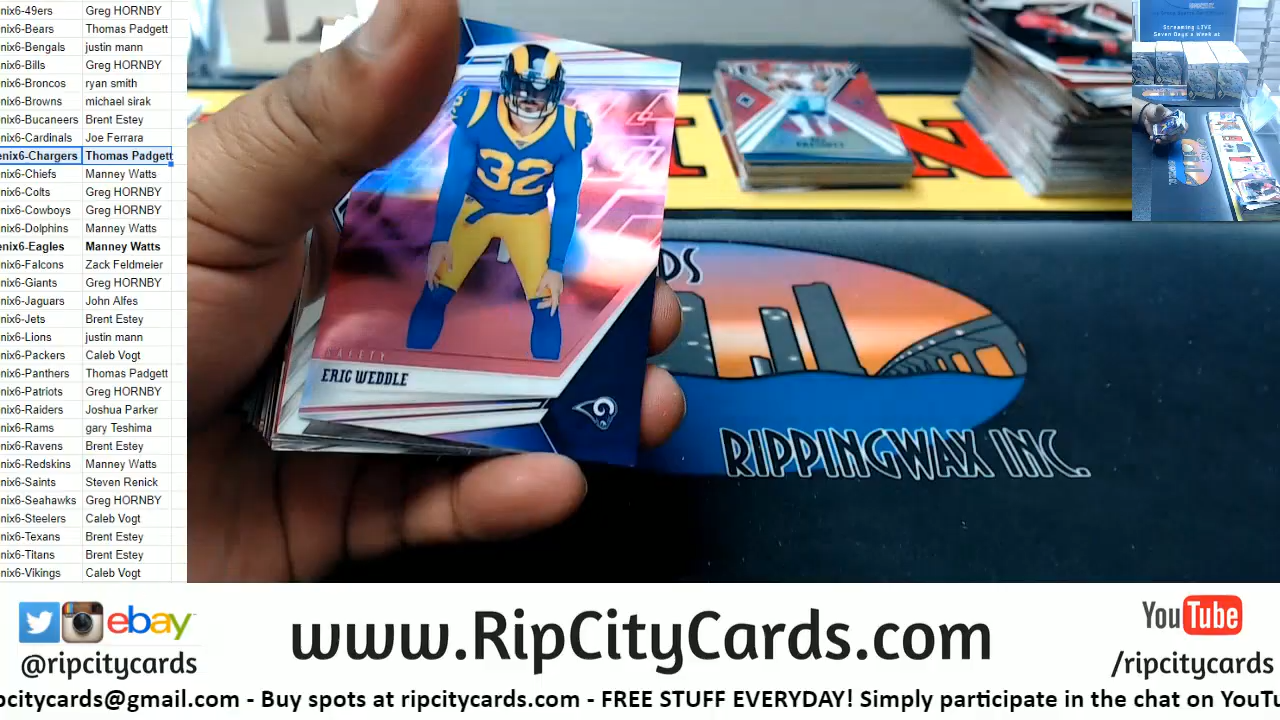 nix6-49ers Greg HORNBY
nix6-Bears Thomas Padgett
nix6-Bengals justin mann
nix6-Bills Greg HORNBY
nix6-Broncos ryan smith
nix6-Browns michael sirak
nix6-Bucaneers Brent Estey
nix6-Cardinals Joe Ferrara
enix6-Chargers Thomas Padgett
nix6-Chiefs Manney Watts
nix6-Colts Greg HORNBY
nix6-Cowboys Greg HORNBY
nix6-Dolphins Manney Watts
enix6-Eagles Manney Watts
nix6-Falcons Zack Feldmeier
nix6-Giants Greg HORNBY
nix6-Jaguars John Alfes
nix6-Jets Brent Estey
nix6-Lions justin mann
nix6-Packers Caleb Vogt
nix6-Panthers Thomas Padgett
nix6-Patriots Greg HORNBY
nix6-Raiders Joshua Parker
nix6-Rams gary Teshima
nix6-Ravens Brent Estey
nix6-Redskins Manney Watts
nix6-Saints Steven Renick
nix6-Seahawks Greg HORNBY
nix6-Steelers Caleb Vogt
nix6-Texans Brent Estey
nix6-Titans Brent Estey
nix6-Vikings Caleb Vogt
32
SAFETY
ERIC WEDDLE
DS
RIPPINGWAX INC.
Streaming LIVE
Seven Days a Week at
ebay
@ripcitycards
www.RipCityCards.com
YouTube
/ripcitycards
pcitycards@gmail.com - Buy spots at ripcitycards.com - FREE STUFF EVERYDAY! Simply participate in the chat on YouTu